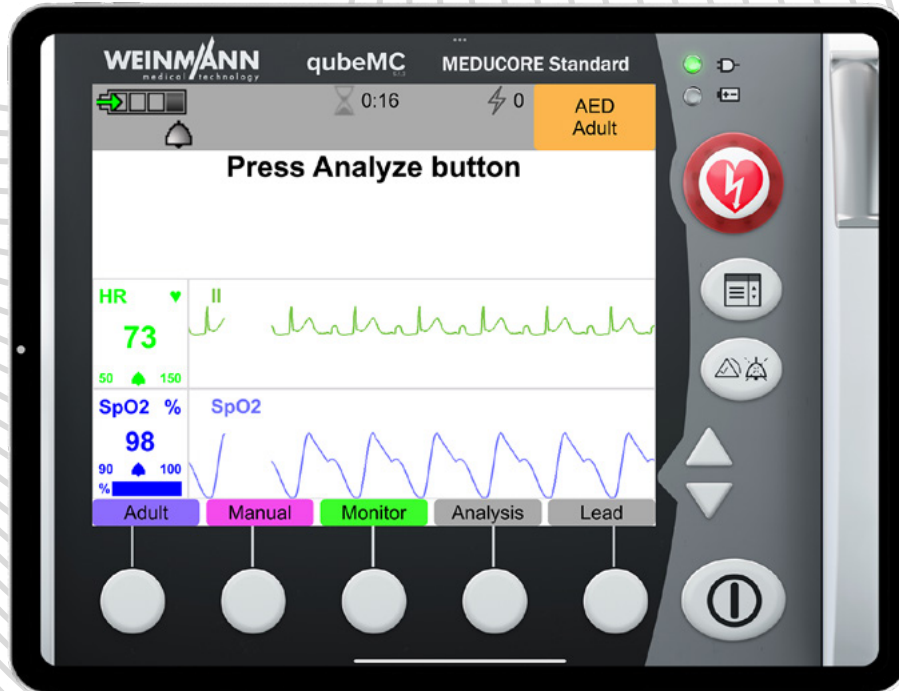 WEINMANN
medical technology
qubeMC
MEDUCORE Standard
0:16
0
AED
Adult
Press Analyze button
HR
II
73
50
150
SpO2 %
SpO2
98
90
100
%
Adult
Manual
Monitor
Analysis
Lead